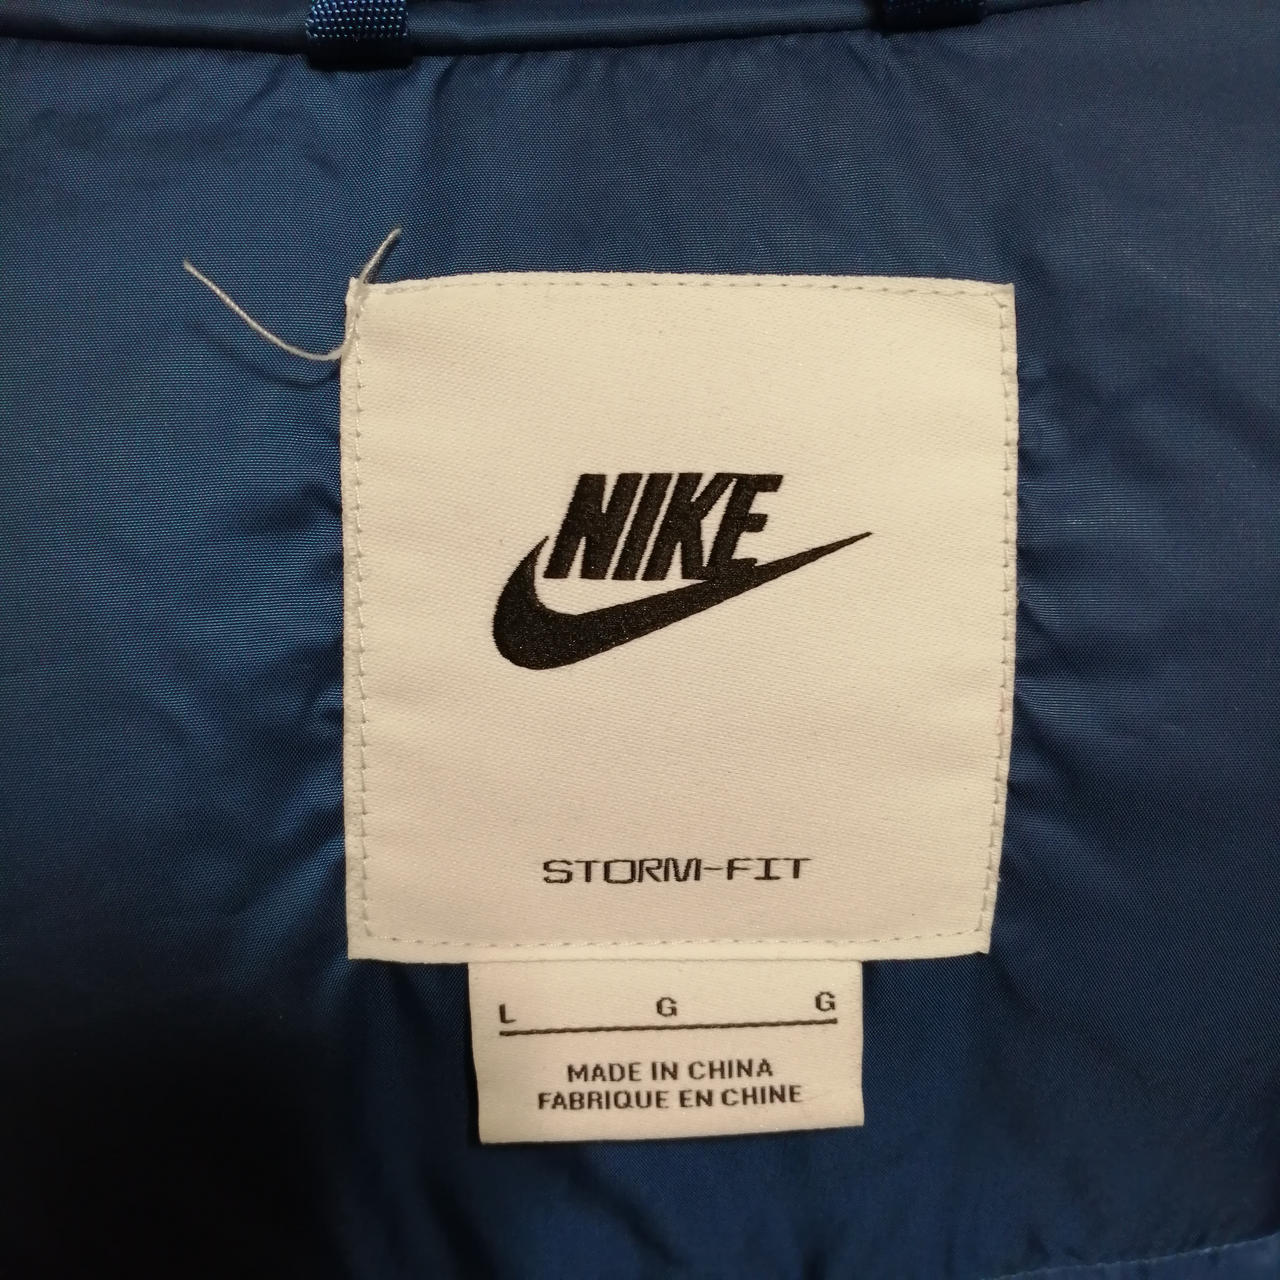 NIKE
STORM-FIT
L G G
MADE IN CHINA
FABRIQUE EN CHINE